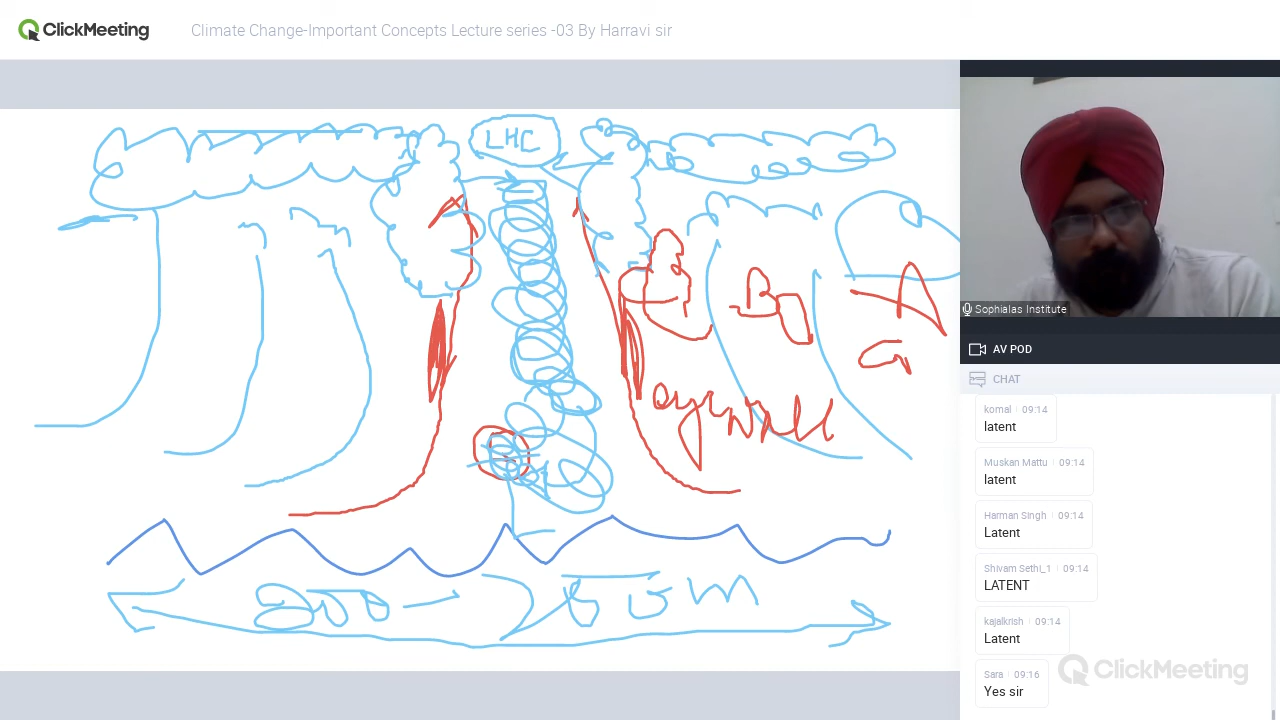 ClickMeeting
Climate Change-Important Concepts Lecture series -03 By Harravi sir
LHC
eyewall
Sophialas Institute
AV POD
CHAT
komal 09:14
latent
Muskan Mattu 09:14
latent
Harman Singh 09:14
Latent
Shivam Sethi_1 09:14
LATENT
kajalkrish 09:14
Latent
Sara 09:16
Yes sir
ClickMeeting